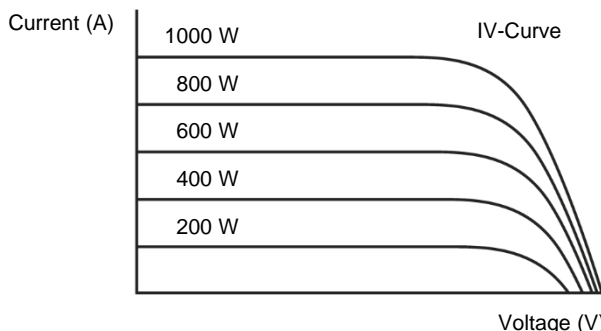 Current (A)
IV-Curve
1000 W
800 W
600 W
400 W
200 W
Voltage (V)